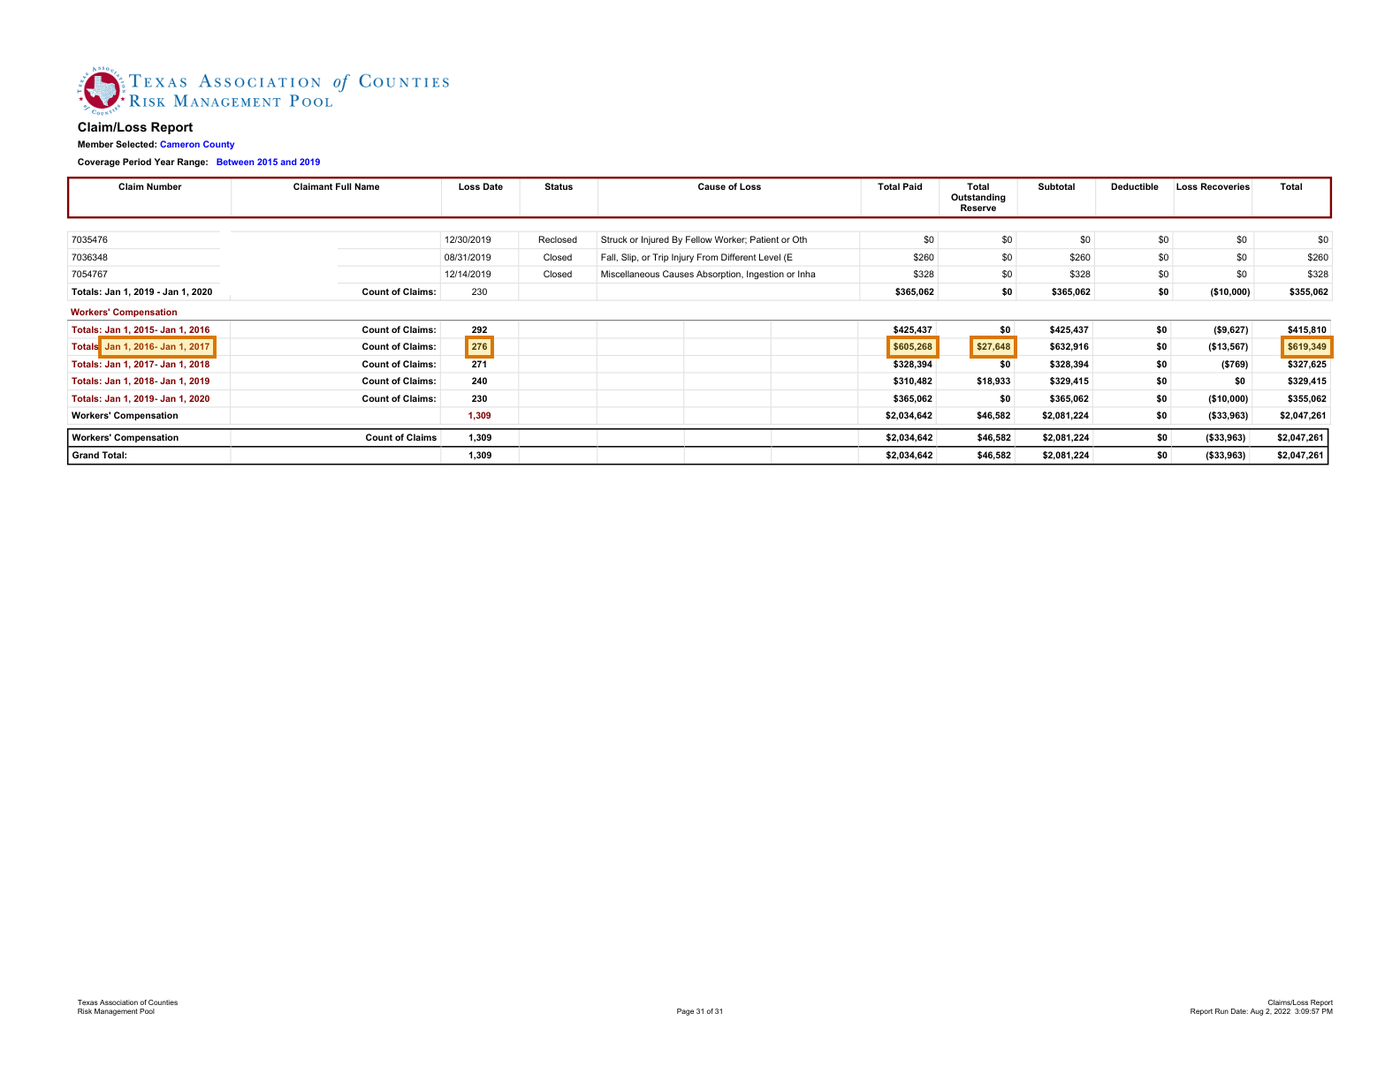 TEXAS ASSOCIATION of COUNTIES
RISK MANAGEMENT POOL
Claim/Loss Report
Member Selected: Cameron County
Coverage Period Year Range: Between 2015 and 2019
Claim Number Claimant Full Name Loss Date Status Cause of Loss Total Paid Total Outstanding Reserve Subtotal Deductible Loss Recoveries Total
7035476 12/30/2019 Reclosed Struck or Injured By Fellow Worker; Patient or Oth $0 $0 $0 $0 $0 $0
7036348 08/31/2019 Closed Fall, Slip, or Trip Injury From Different Level (E $260 $0 $260 $0 $0 $260
7054767 12/14/2019 Closed Miscellaneous Causes Absorption, Ingestion or Inha $328 $0 $328 $0 $0 $328
Totals: Jan 1, 2019 - Jan 1, 2020 Count of Claims: 230 $365,062 $0 $365,062 $0 ($10,000) $355,062
Workers' Compensation
Totals: Jan 1, 2015- Jan 1, 2016 Count of Claims: 292 $425,437 $0 $425,437 $0 ($9,627) $415,810
Totals Jan 1, 2016- Jan 1, 2017 Count of Claims: 276 $605,268 $27,648 $632,916 $0 ($13,567) $619,349
Totals: Jan 1, 2017- Jan 1, 2018 Count of Claims: 271 $328,394 $0 $328,394 $0 ($769) $327,625
Totals: Jan 1, 2018- Jan 1, 2019 Count of Claims: 240 $310,482 $18,933 $329,415 $0 $0 $329,415
Totals: Jan 1, 2019- Jan 1, 2020 Count of Claims: 230 $365,062 $0 $365,062 $0 ($10,000) $355,062
Workers' Compensation 1,309 $2,034,642 $46,582 $2,081,224 $0 ($33,963) $2,047,261
Workers' Compensation Count of Claims 1,309 $2,034,642 $46,582 $2,081,224 $0 ($33,963) $2,047,261
Grand Total: 1,309 $2,034,642 $46,582 $2,081,224 $0 ($33,963) $2,047,261
Texas Association of Counties
Risk Management Pool
Page 31 of 31
Claims/Loss Report
Report Run Date: Aug 2, 2022 3:09:57 PM